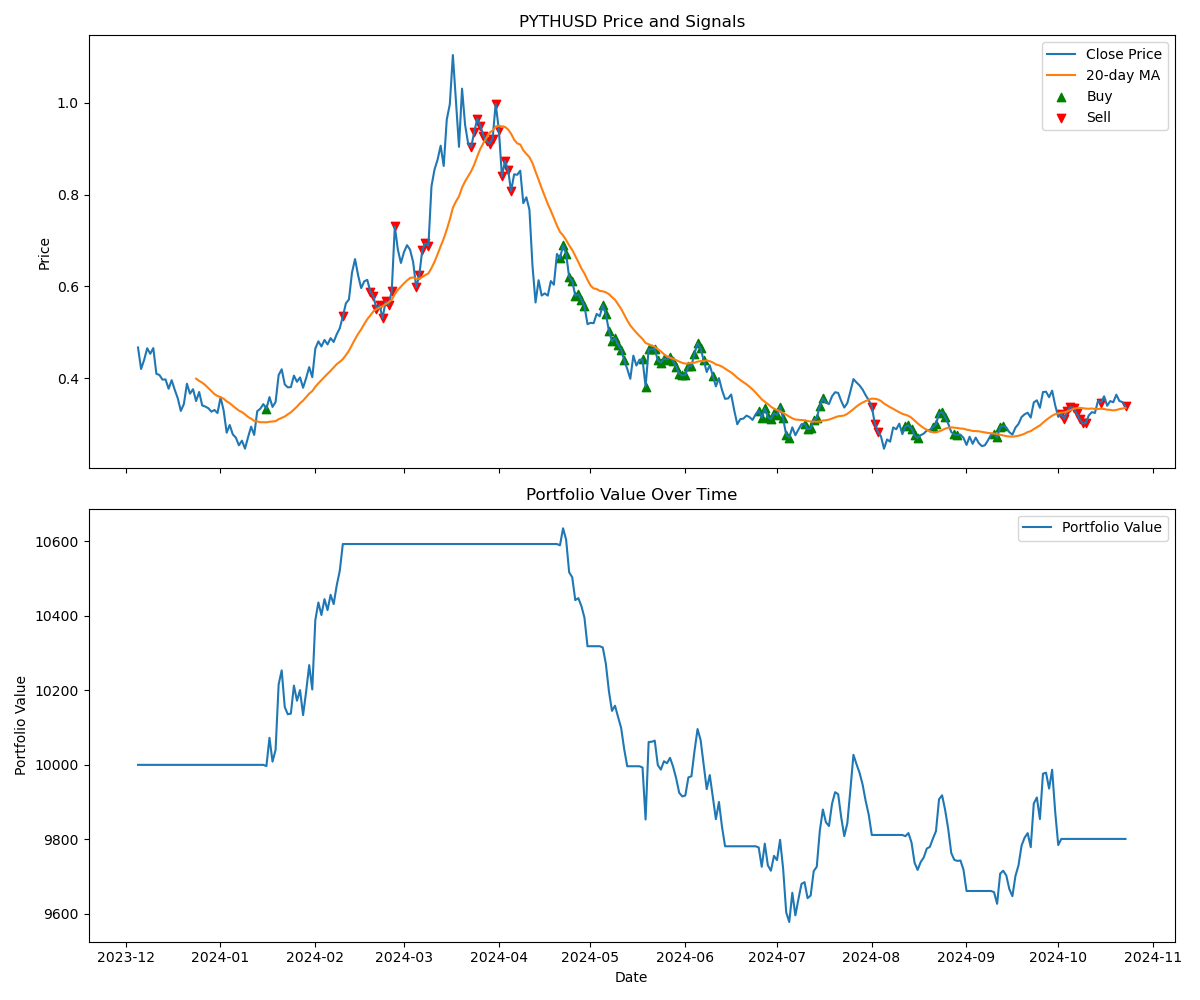 PYTHUSD Price and Signals
Close Price
20-day MA
Buy
Sell
Price
1.0
0.8
0.6
0.4
Portfolio Value Over Time
Portfolio Value
Portfolio Value
10600
10400
10200
10000
9800
9600
2023-12 2024-01 2024-02 2024-03 2024-04 2024-05 2024-06 2024-07 2024-08 2024-09 2024-10 2024-11
Date